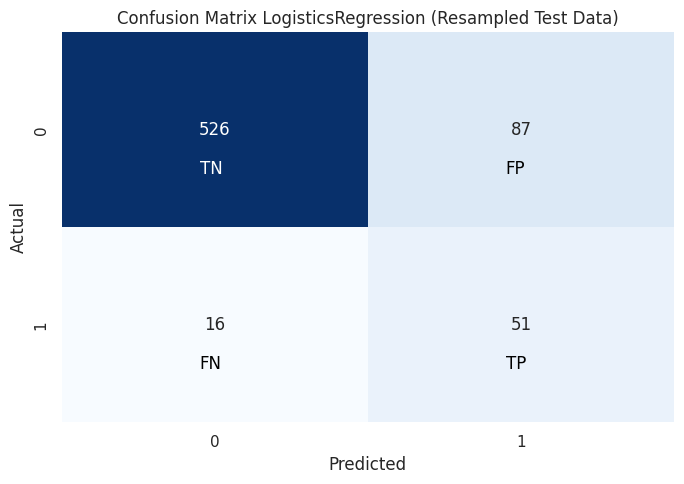 Confusion Matrix LogisticsRegression (Resampled Test Data)
Actual
0
526
87
TN
FP
1
16
51
FN
TP
0
1
Predicted